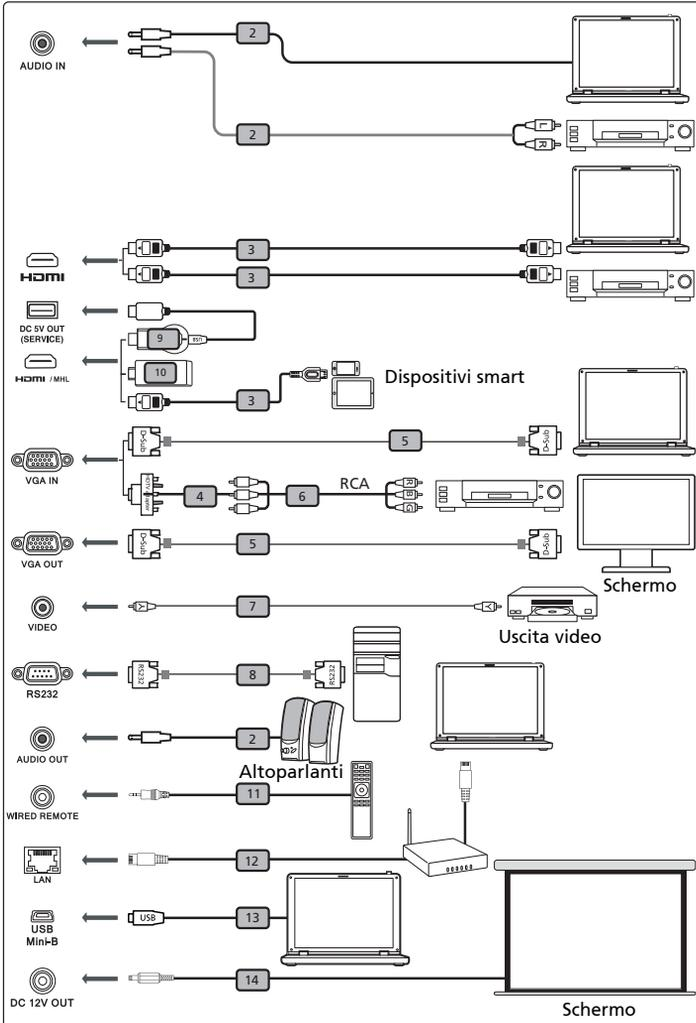 2
AUDIO IN
2
L
R
3
HDMI
3
DC 5V OUT
(SERVICE)
9
USB
10
HDMI / MHL
3
Dispositivi smart
D-Sub
5
D-Sub
VGA IN
HDTV adapter
4
6
RCA
R
B
G
D-Sub
5
D-Sub
VGA OUT
Schermo
Y
7
Y
VIDEO
Uscita video
RS232
8
RS232
RS232
2
AUDIO OUT
Altoparlanti
11
WIRED REMOTE
12
LAN
USB
13
USB
Mini-B
14
DC 12V OUT
Schermo